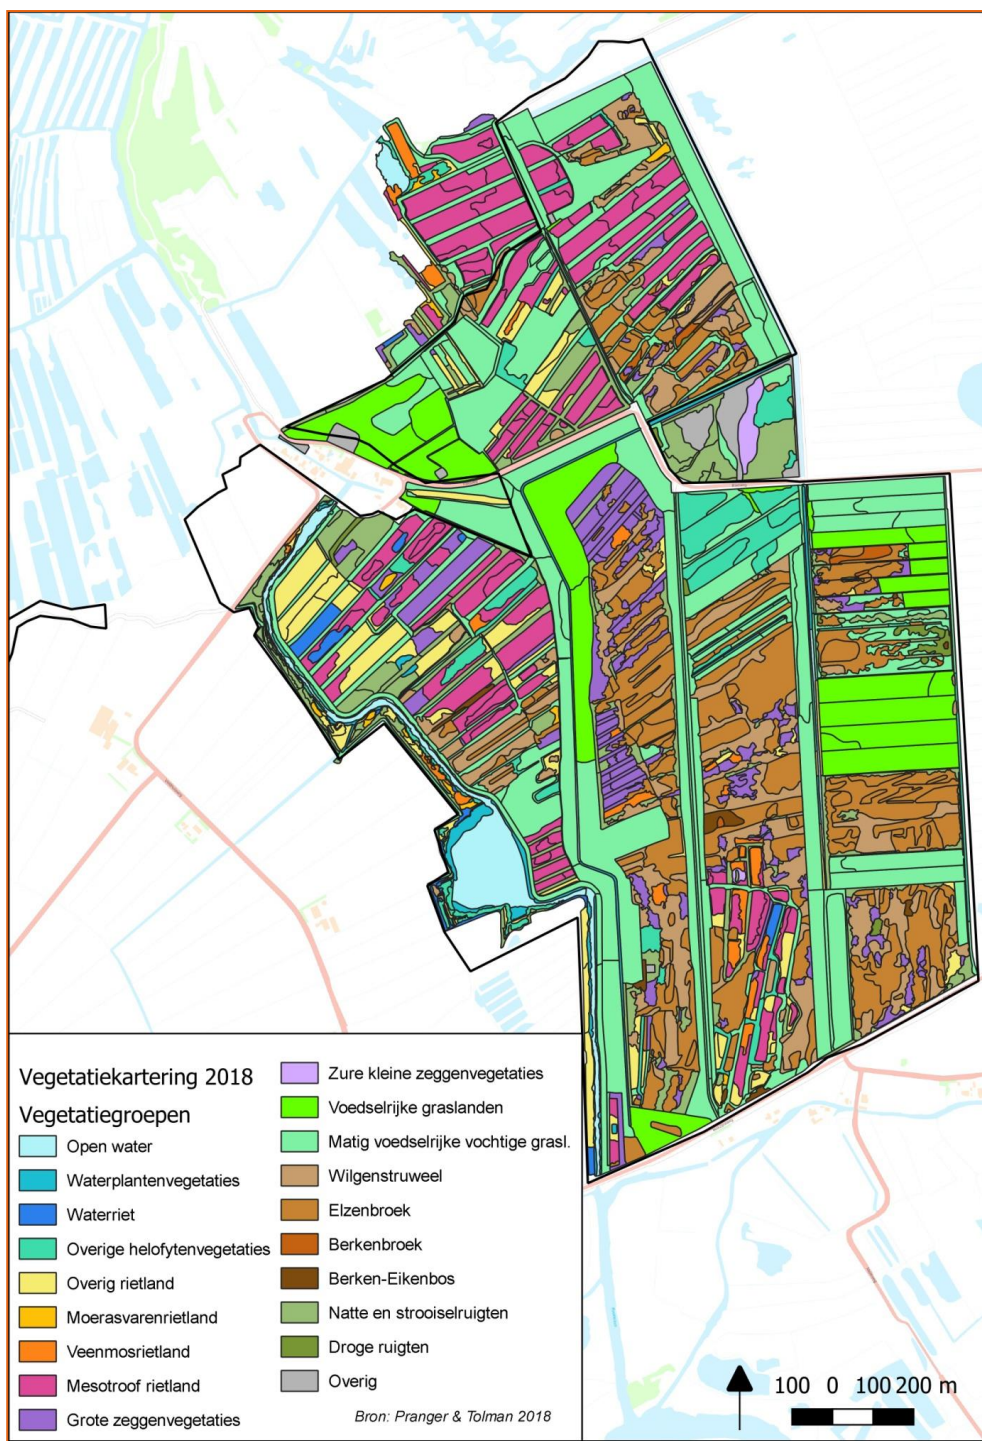 Vegetatiekartering 2018
Vegetatiegroepen
Open water
Waterplantenvegetaties
Waterriet
Overige helofytenvegetaties
Overig rietland
Moerasvarenrietland
Veenmosrietland
Mesotroof rietland
Grote zeggenvegetaties
Zure kleine zeggenvegetaties
Voedselrijke graslanden
Matig voedselrijke vochtige grasl.
Wilgenstruweel
Elzenbroek
Berkenbroek
Berken-Eikenbos
Natte en strooiselruigten
Droge ruigten
Overig
Bron: Pranger & Tolman 2018
100 0 100 200 m